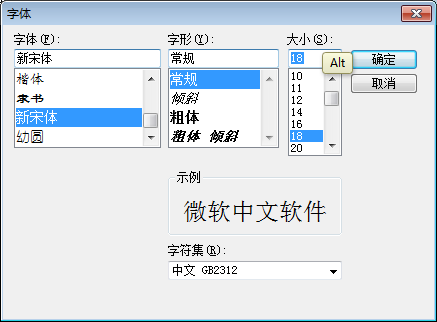 字体
字体(F):
新宋体
楷体
隶书
新宋体
幼圆
字形(Y):
常规
常规
倾斜
粗体
粗体 倾斜
大小(S):
18
10
11
12
14
16
18
20
Alt
确定
取消
示例
微软中文软件
字符集(R):
中文 GB2312